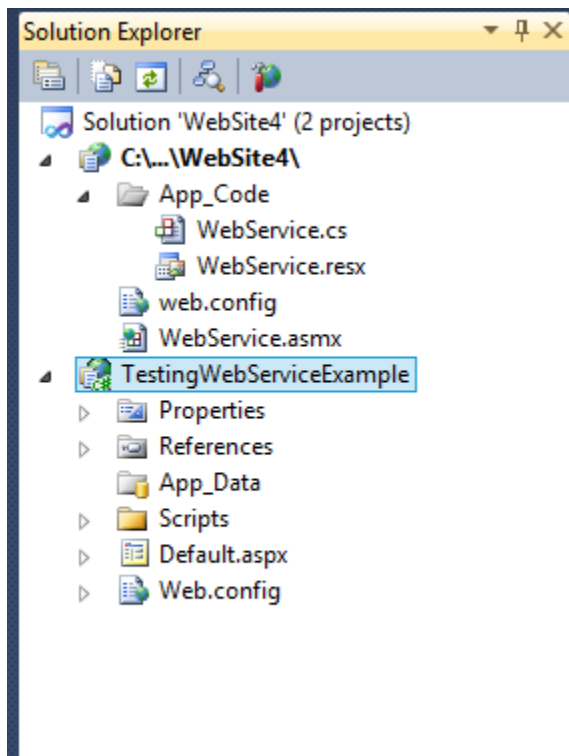 Solution Explorer
Solution 'WebSite4' (2 projects)
C:\...\WebSite4\
App_Code
WebService.cs
WebService.resx
web.config
WebService.asmx
TestingWebServiceExample
Properties
References
App_Data
Scripts
Default.aspx
Web.config